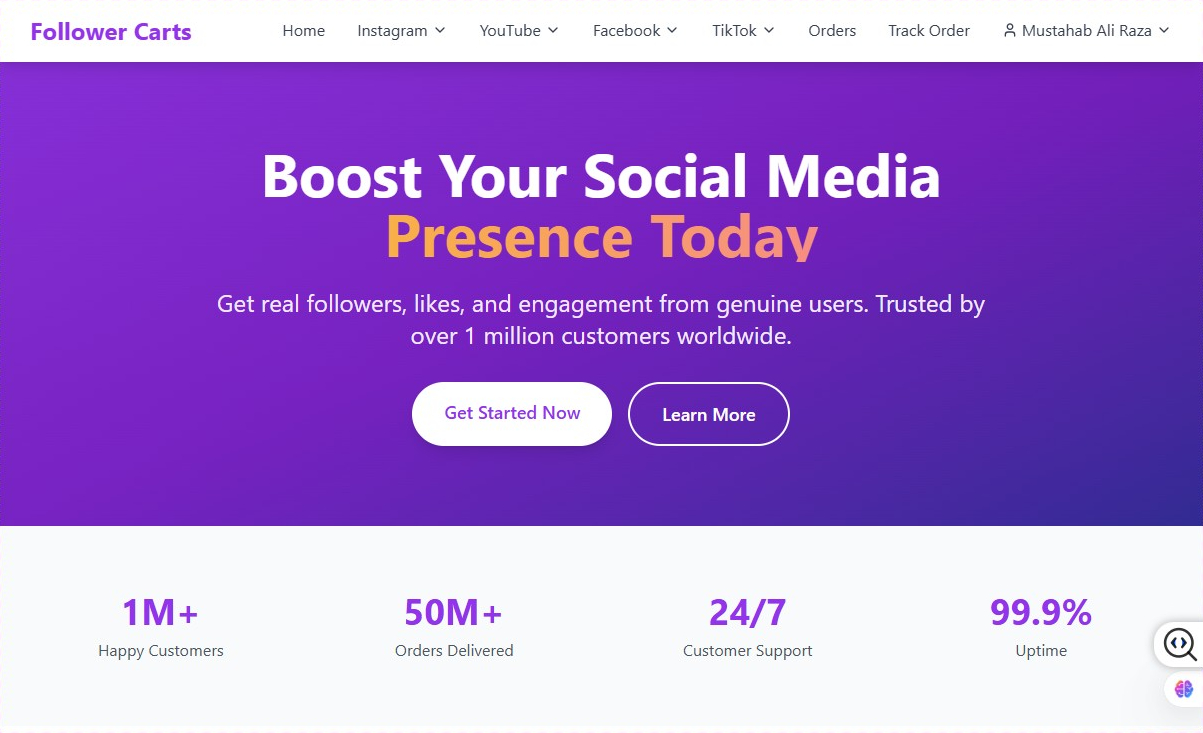 Follower Carts
Home
Instagram
YouTube
Facebook
TikTok
Orders
Track Order
Mustahab Ali Raza
Boost Your Social Media
Presence Today
Get real followers, likes, and engagement from genuine users. Trusted by
over 1 million customers worldwide.
Get Started Now
Learn More
1M+
Happy Customers
50M+
Orders Delivered
24/7
Customer Support
99.9%
Uptime